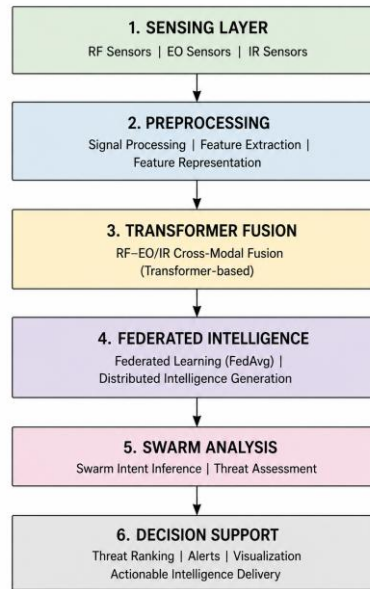 1. SENSING LAYER
RF Sensors | EO Sensors | IR Sensors
2. PREPROCESSING
Signal Processing | Feature Extraction |
Feature Representation
3. TRANSFORMER FUSION
RF–EO/IR Cross-Modal Fusion
(Transformer-based)
4. FEDERATED INTELLIGENCE
Federated Learning (FedAvg) |
Distributed Intelligence Generation
5. SWARM ANALYSIS
Swarm Intent Inference | Threat Assessment
6. DECISION SUPPORT
Threat Ranking | Alerts | Visualization
Actionable Intelligence Delivery